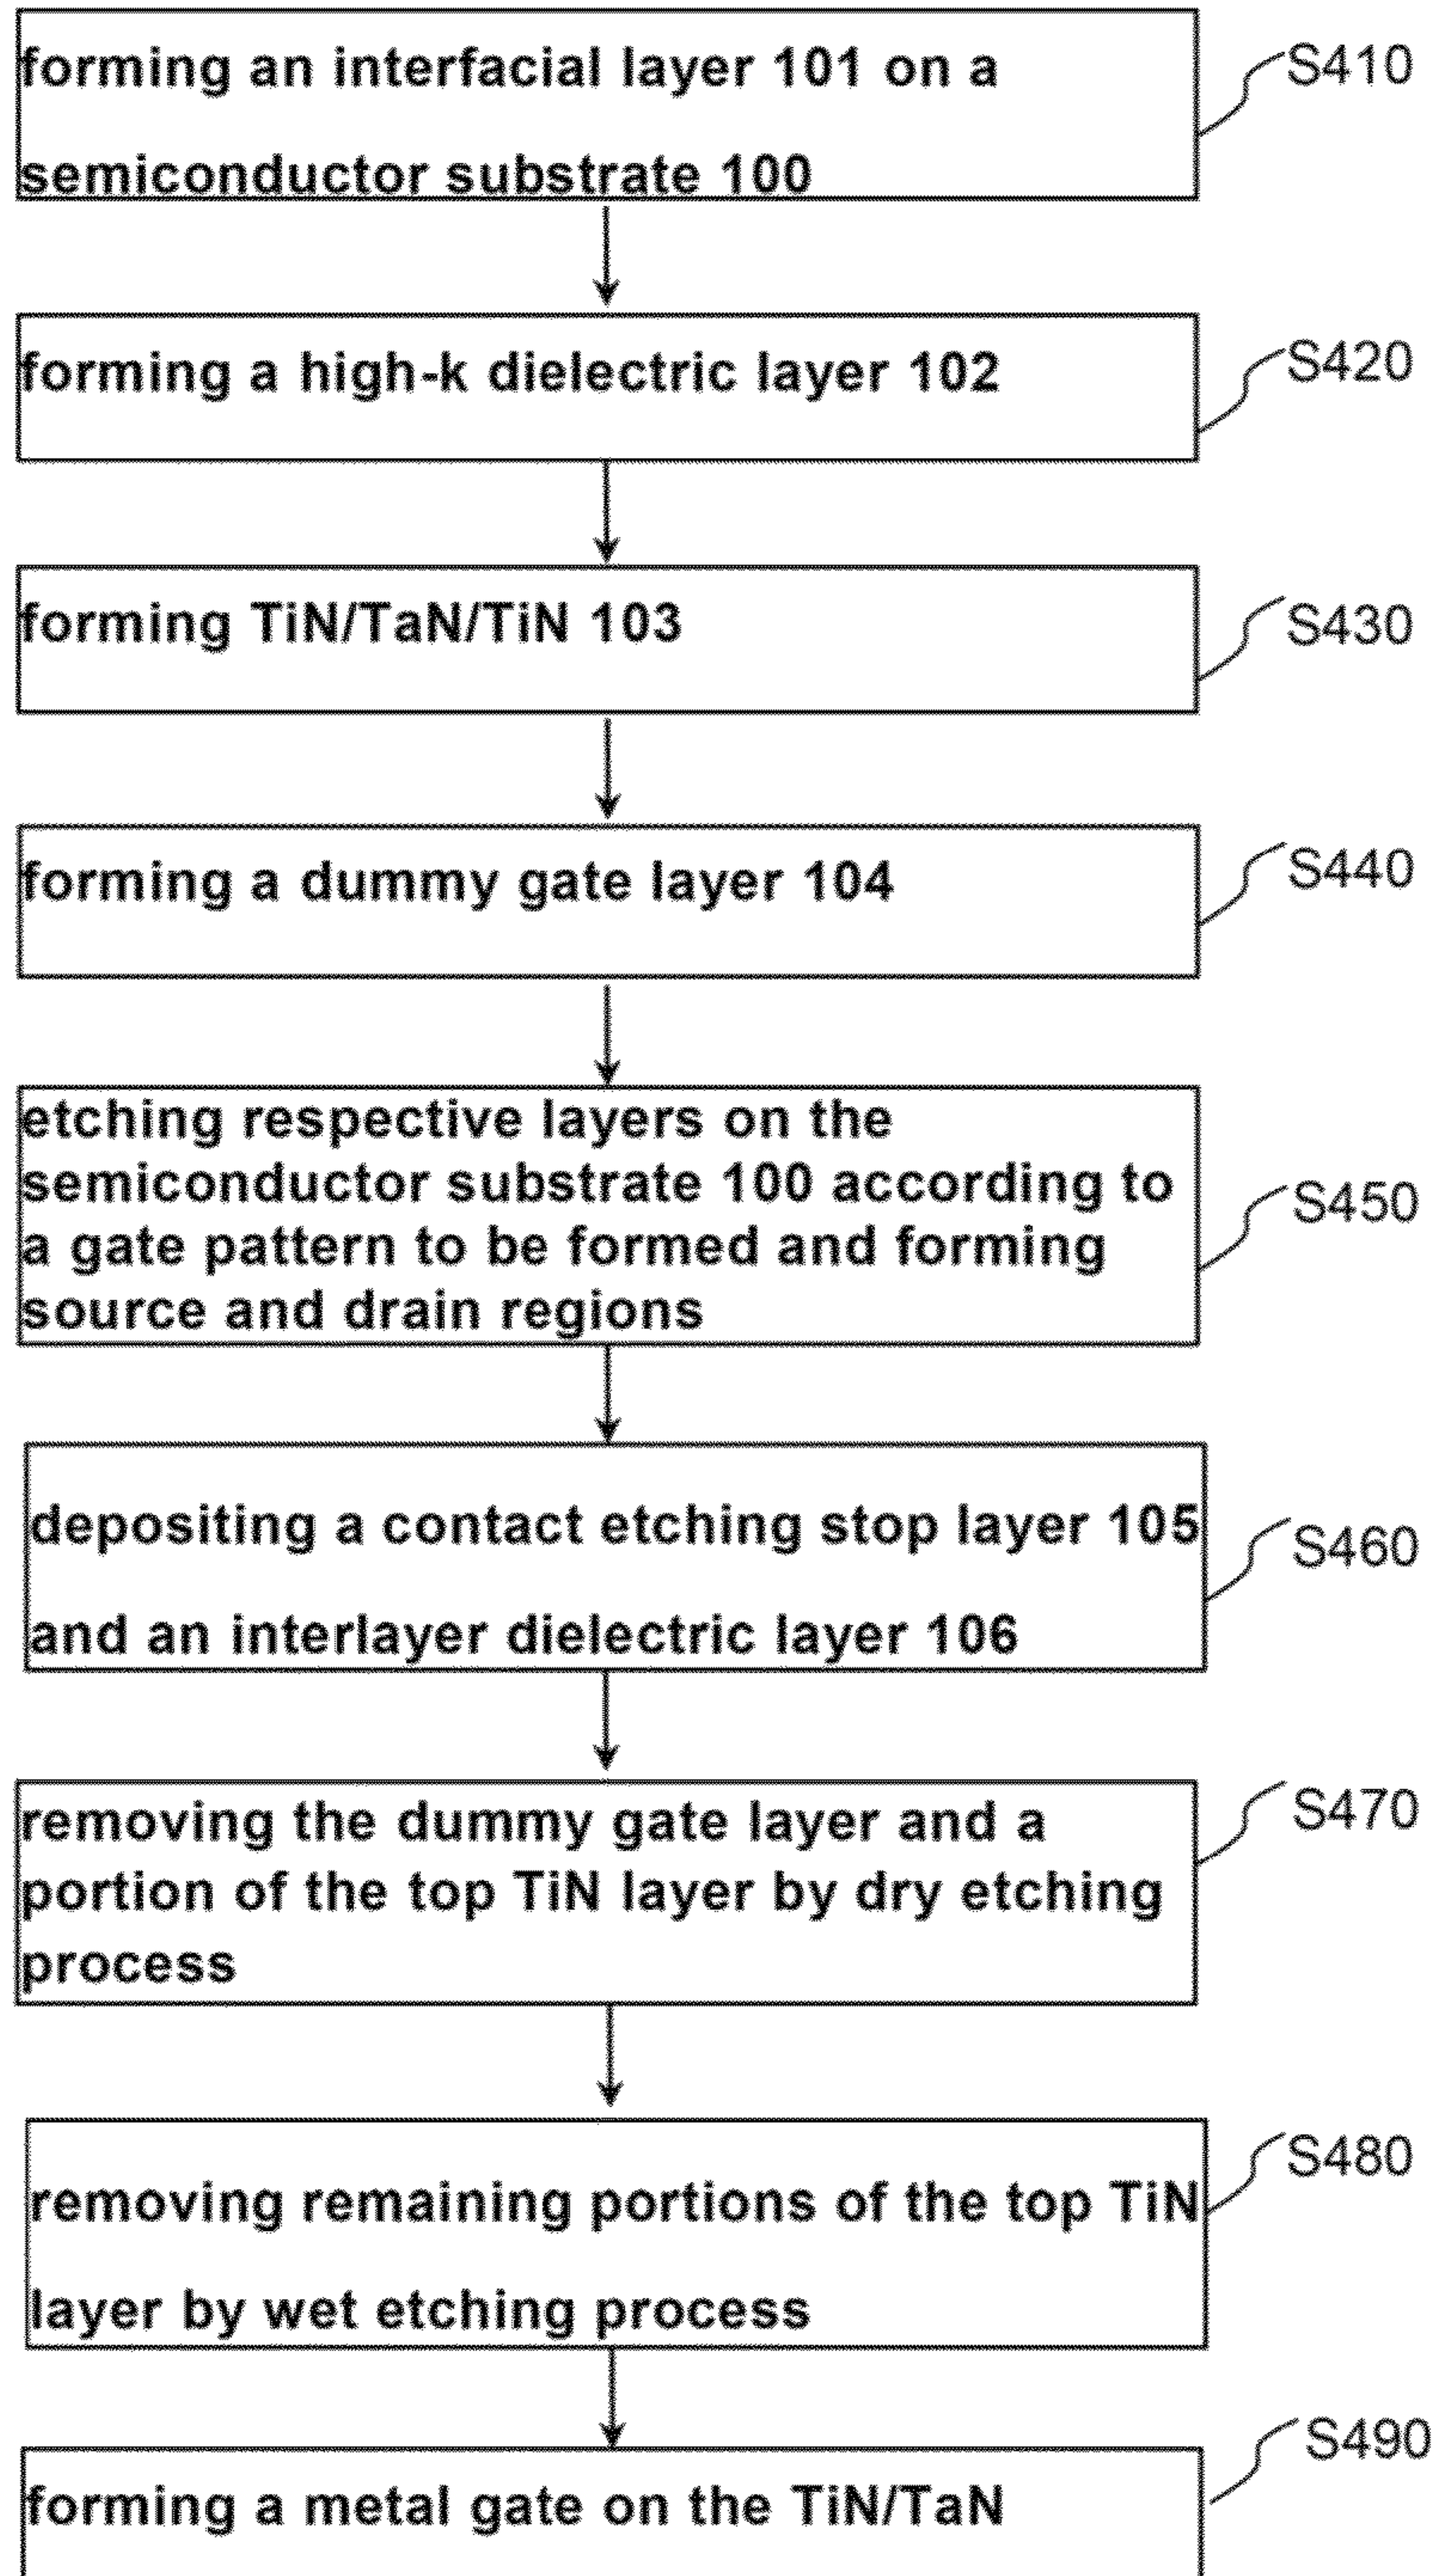 forming an interfacial layer 101 on a
semiconductor substrate 100
S410
forming a high-k dielectric layer 102
S420
forming TiN/TaN/TiN 103
S430
forming a dummy gate layer 104
S440
etching respective layers on the
semiconductor substrate 100 according to
a gate pattern to be formed and forming
source and drain regions
S450
depositing a contact etching stop layer 105
and an interlayer dielectric layer 106
S460
removing the dummy gate layer and a
portion of the top TiN layer by dry etching
process
S470
removing remaining portions of the top TiN
layer by wet etching process
S480
forming a metal gate on the TiN/TaN
S490